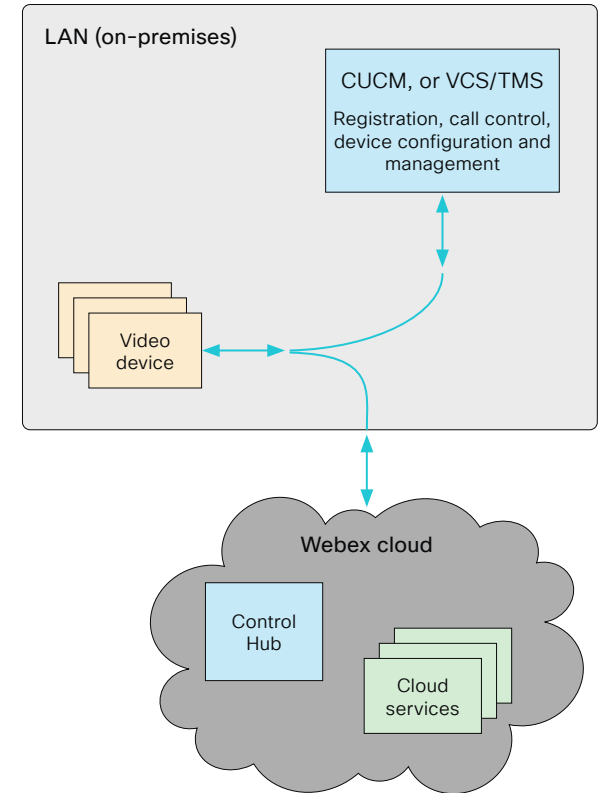 LAN (on-premises)
CUCM, or VCS/TMS
Registration, call control,
device configuration and
management
Video
device
Webex cloud
Control
Hub
Cloud
services